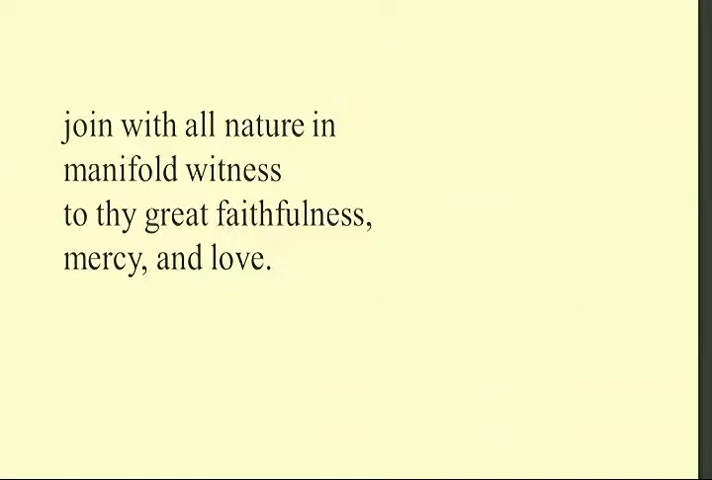 join with all nature in
manifold witness
to thy great faithfulness,
mercy, and love.